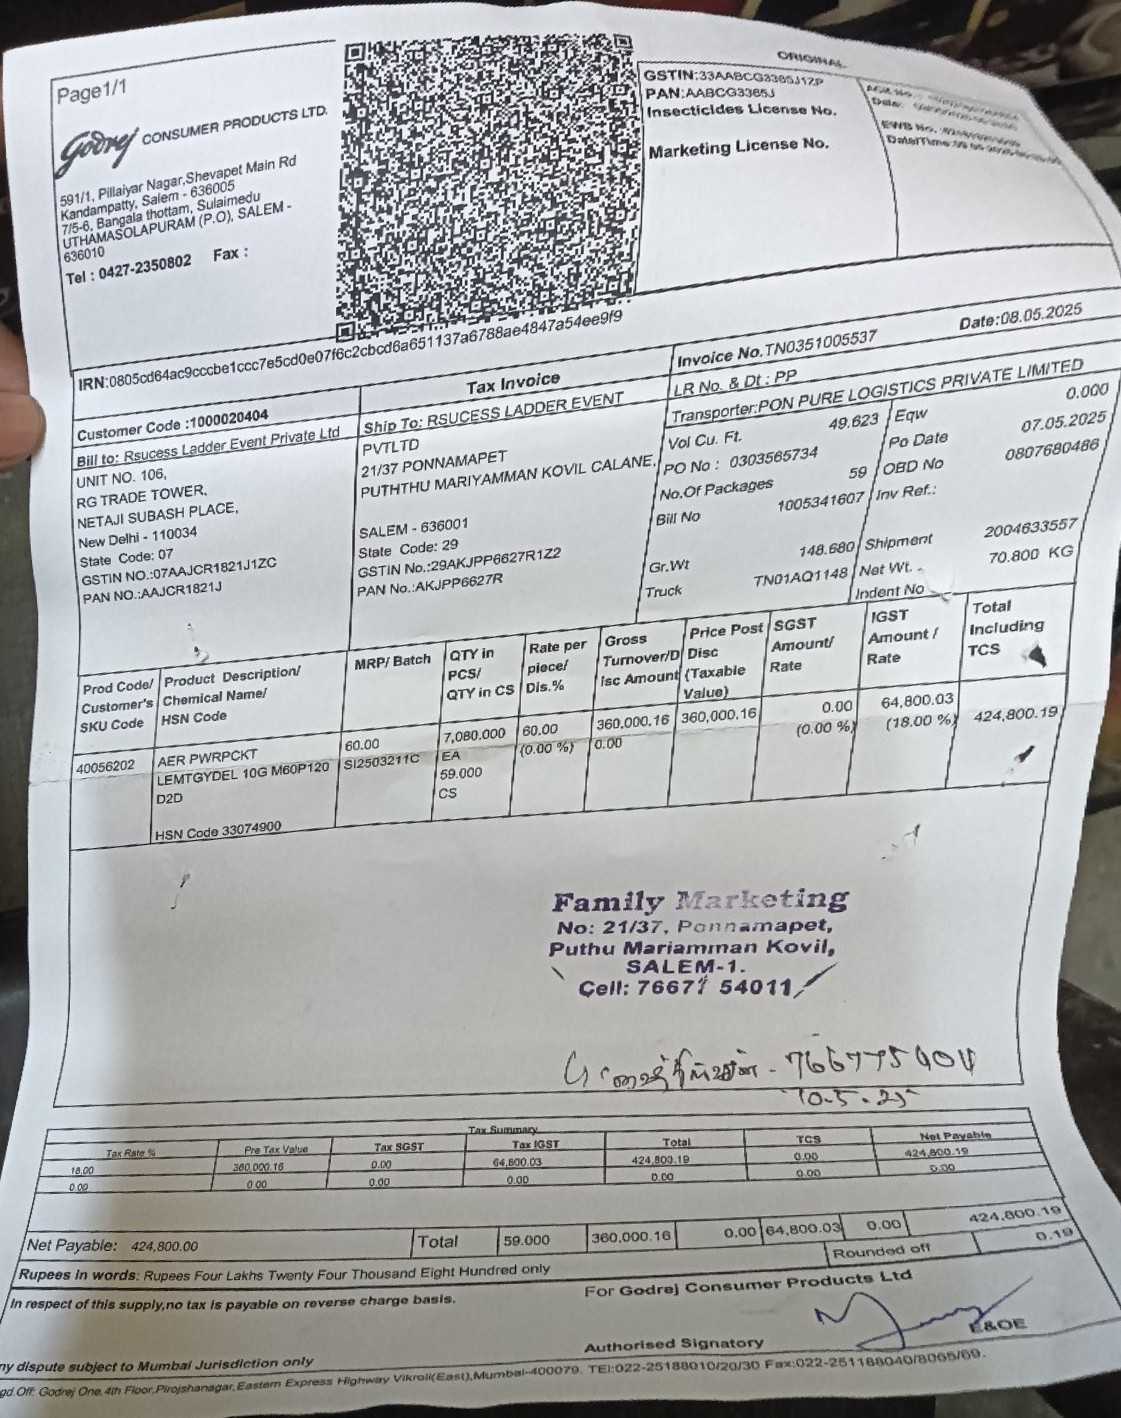 ORIGINAL
Page1/1
Godrej CONSUMER PRODUCTS LTD.
591/1, Pillaiyar Nagar,Shevapet Main Rd
Kandampatty, Salem - 636005
7/5-6, Bangala thottam, Sulaimedu
UTHAMASOLAPURAM (P.O), SALEM -
636010
Tel : 0427-2350802 Fax :
GSTIN:33AABCG3365J1ZP
PAN:AABCG3365J
Insecticides License No.
Marketing License No.
Date:
EWB No.
Date/Time:
IRN:0805cd64ac9cccbe1ccc7e5cd0e07f6c2cbcd6a651137a6788ae4847a54ee9f9
Tax Invoice
Invoice No.TN0351005537 Date:08.05.2025
Customer Code :1000020404
Bill to: Rsucess Ladder Event Private Ltd
UNIT NO. 106,
RG TRADE TOWER,
NETAJI SUBASH PLACE,
New Delhi - 110034
State Code: 07
GSTIN NO.:07AAJCR1821J1ZC
PAN NO.:AAJCR1821J
Ship To: RSUCESS LADDER EVENT
PVTLTD
21/37 PONNAMAPET
PUTHTHU MARIYAMMAN KOVIL CALANE,
SALEM - 636001
State Code: 29
GSTIN No.:29AKJPP6627R1Z2
PAN No.:AKJPP6627R
LR No. & Dt : PP
Transporter:PON PURE LOGISTICS PRIVATE LIMITED
Vol Cu. Ft. 49.623 Eqw 0.000
PO No : 0303565734 Po Date 07.05.2025
No.Of Packages 59 OBD No 0807680486
Bill No 1005341607 Inv Ref.:
Gr.Wt 148.680 Shipment 2004633557
Truck TN01AQ1148 Net Wt. 70.800 KG
Indent No
Prod Code/ Customer's SKU Code
Product Description/ Chemical Name/ HSN Code
MRP/ Batch
QTY in PCS/ QTY in CS
Rate per piece/ Dis.%
Gross Turnover/D isc Amount
Price Post Disc (Taxable Value)
SGST Amount/ Rate
IGST Amount / Rate
Total Including TCS
40056202 AER PWRPCKT 60.00 7,080.000 60.00 360,000.16 360,000.16 0.00 64,800.03 424,800.19
LEMTGYDEL 10G M60P120 SI2503211C EA (0.00 %) 0.00 (0.00 %) (18.00 %)
D2D 59.000
CS
HSN Code 33074900
Family Marketing
No: 21/37, Ponnamapet,
Puthu Mariamman Kovil,
SALEM-1.
Cell: 76677 54011
7667775404
10.5.25
Tax Summary
Tax Rate % Pre Tax Value Tax SGST Tax IGST Total TCS Net Payable
18.00 360,000.16 0.00 64,800.03 424,800.19 0.00 424,800.19
0.00 0.00 0.00 0.00 0.00 0.00 0.00
Net Payable: 424,800.00 Total 59.000 360,000.16 0.00 64,800.03 0.00 424,800.19
Rounded off 0.19
Rupees in words: Rupees Four Lakhs Twenty Four Thousand Eight Hundred only
In respect of this supply,no tax is payable on reverse charge basis.
For Godrej Consumer Products Ltd
Authorised Signatory E&OE
ny dispute subject to Mumbai Jurisdiction only
gd.Off: Godrej One, 4th Floor,Pirojshanagar,Eastern Express Highway Vikroli(East),Mumbai-400079. TEl:022-25188010/20/30 Fax:022-251188040/8065/69.